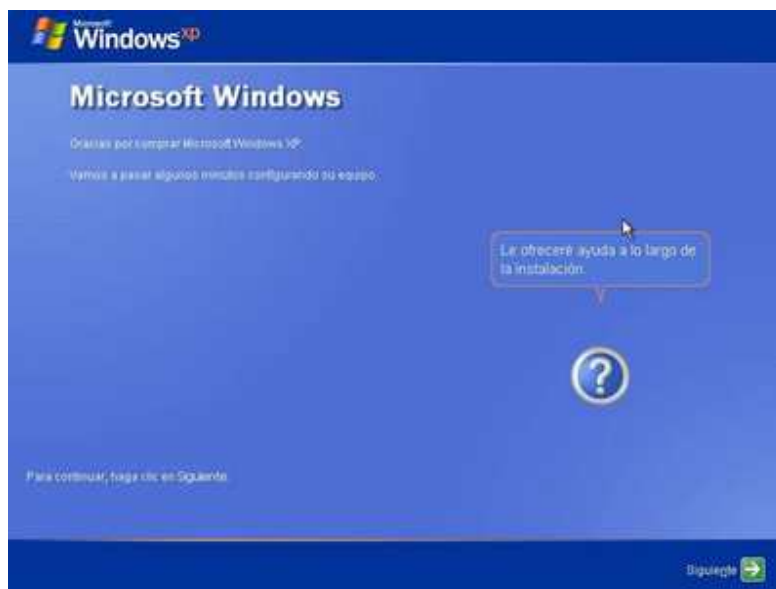 Microsoft
Windows xp
Microsoft Windows
Gracias por comprar Microsoft Windows XP.
Vamos a pasar algunos minutos configurando su equipo.
Le ofreceré ayuda a lo largo de
la instalación.
?
Para continuar, haga clic en Siguiente.
Siguiente